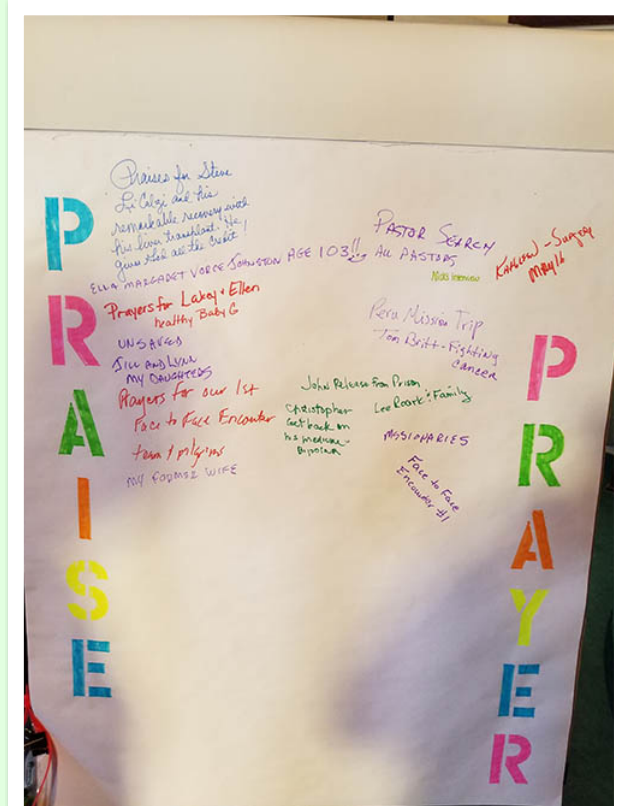 PRAISE
Praises for Steve
Li Calzi and his
remarkable recovery with
his liver transplant. He
gives God all the Credit!
ELLA MARGARET VORCE JOHNSTON AGE 103!!
Prayers for Lakey & Ellen
healthy Baby G
UNSAVED
JILL AND LYNN
MY DAUGHTERS
Prayers for our 1st
Face to Face Encounter
team & pilgrims
MY FORMER WIFE
PASTOR SEARCH
ALL PASTORS
KATHLEEN - Surgery
May 16
Peru Mission Trip
Tom Britt - Fighting
Cancer
John Release from Prison
Lee Roark & Family
Christopher
Get back on
his medicine -
Bipolar
MISSIONARIES
Face to Face
Encounter #1
PRAYER